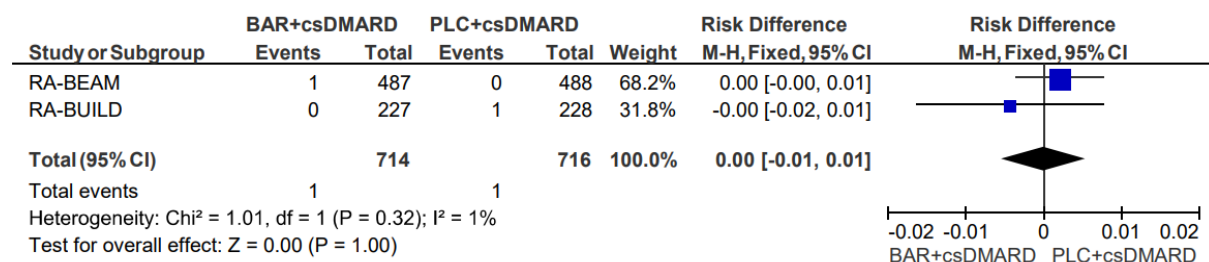 BAR+csDMARD PLC+csDMARD Risk Difference Risk Difference
Study or Subgroup Events Total Events Total Weight M-H, Fixed, 95% CI M-H, Fixed, 95% CI
RA-BEAM 1 487 0 488 68.2% 0.00 [-0.00, 0.01]
RA-BUILD 0 227 1 228 31.8% -0.00 [-0.02, 0.01]
Total (95% CI) 714 716 100.0% 0.00 [-0.01, 0.01]
Total events 1 1
Heterogeneity: Chi² = 1.01, df = 1 (P = 0.32); I² = 1%
Test for overall effect: Z = 0.00 (P = 1.00)
-0.02 -0.01 0 0.01 0.02
BAR+csDMARD PLC+csDMARD